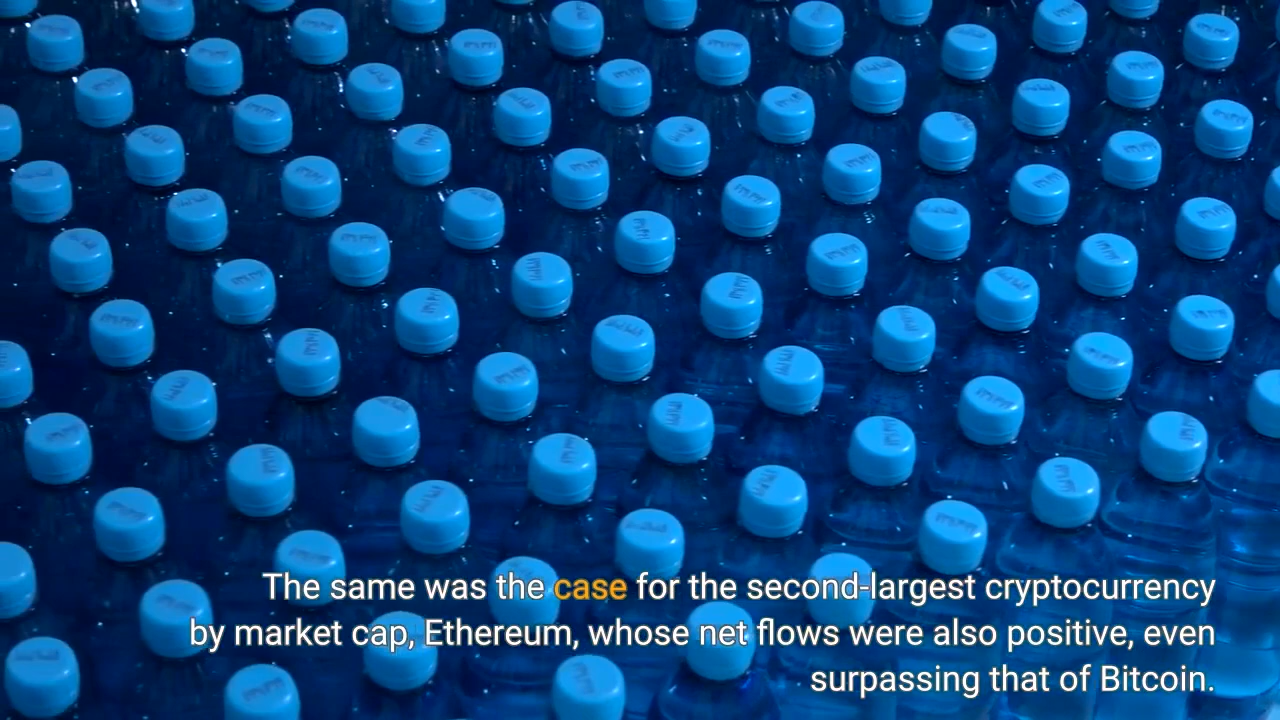 The same was the case for the second-largest cryptocurrency
by market cap, Ethereum, whose net flows were also positive, even
surpassing that of Bitcoin.